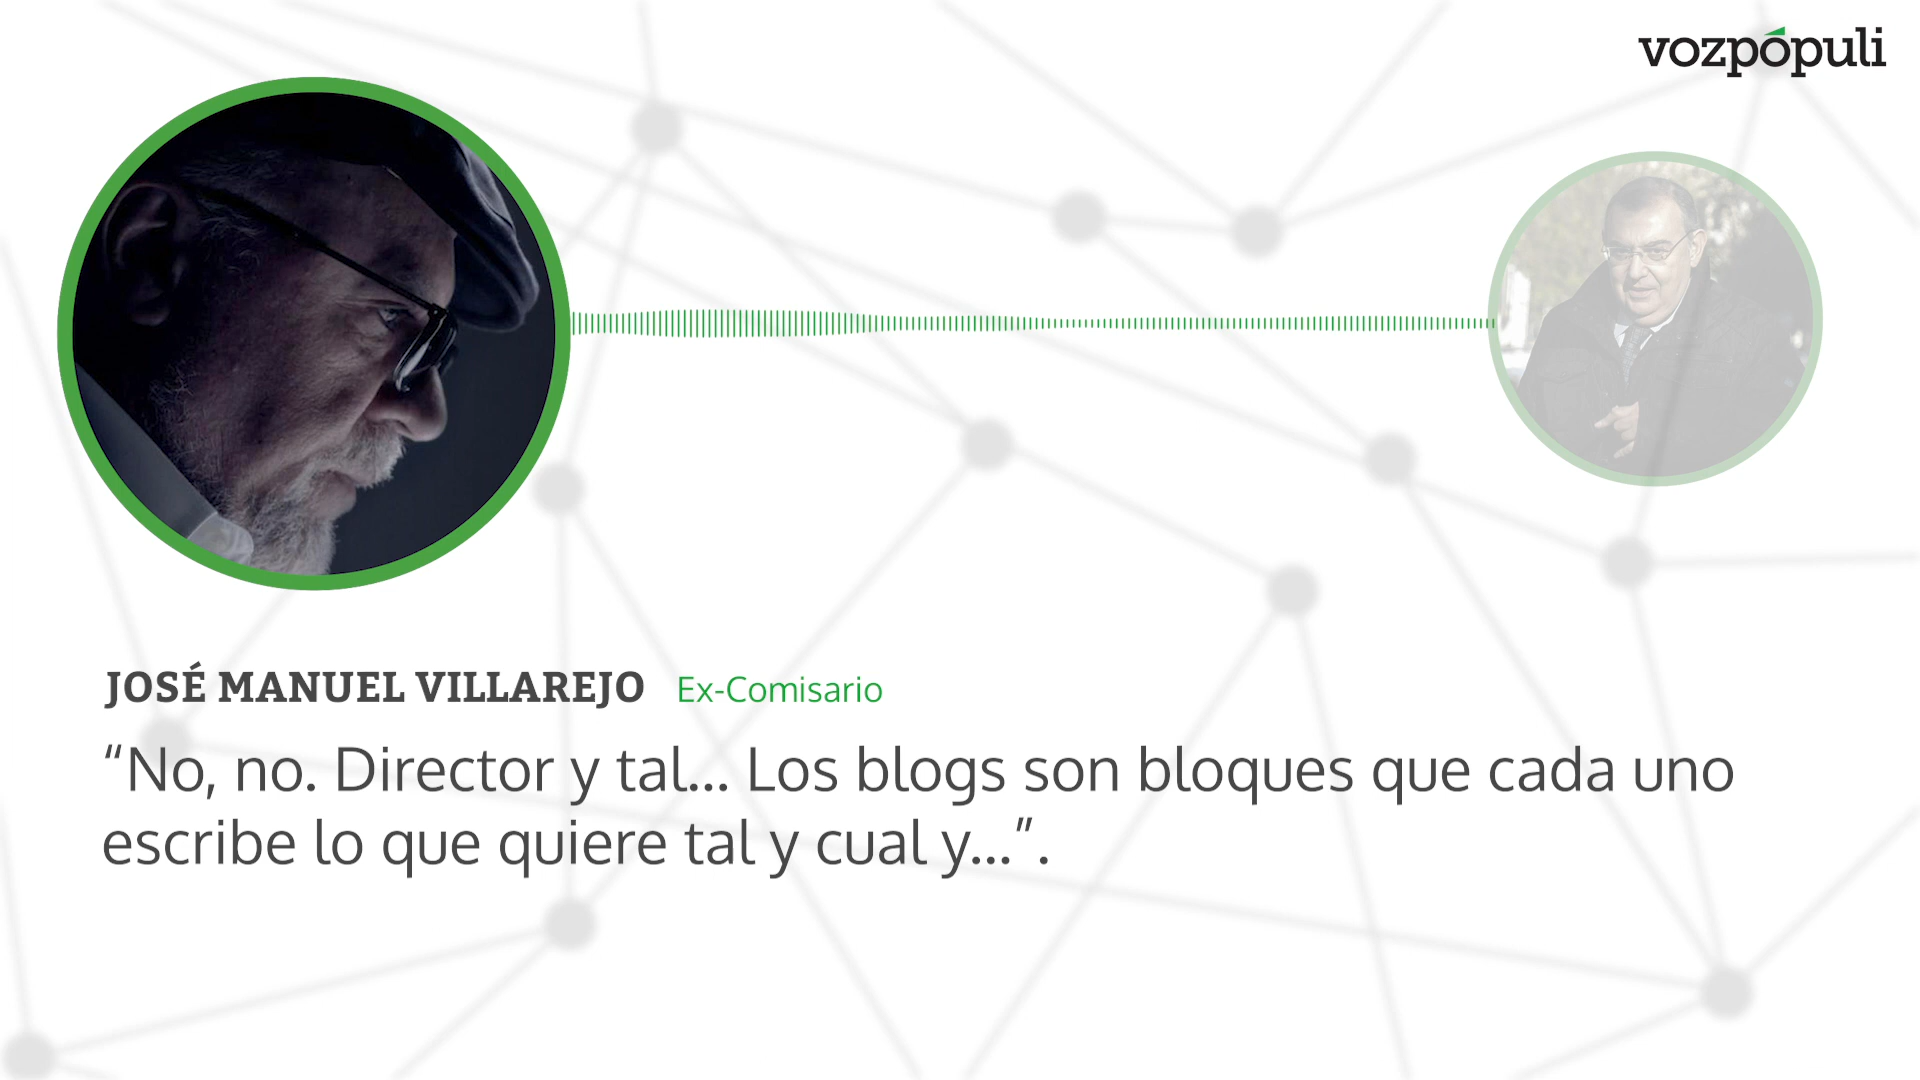 vozpópuli
JOSÉ MANUEL VILLAREJO Ex-Comisario
“No, no. Director y tal... Los blogs son bloques que cada uno
escribe lo que quiere tal y cual y...”.